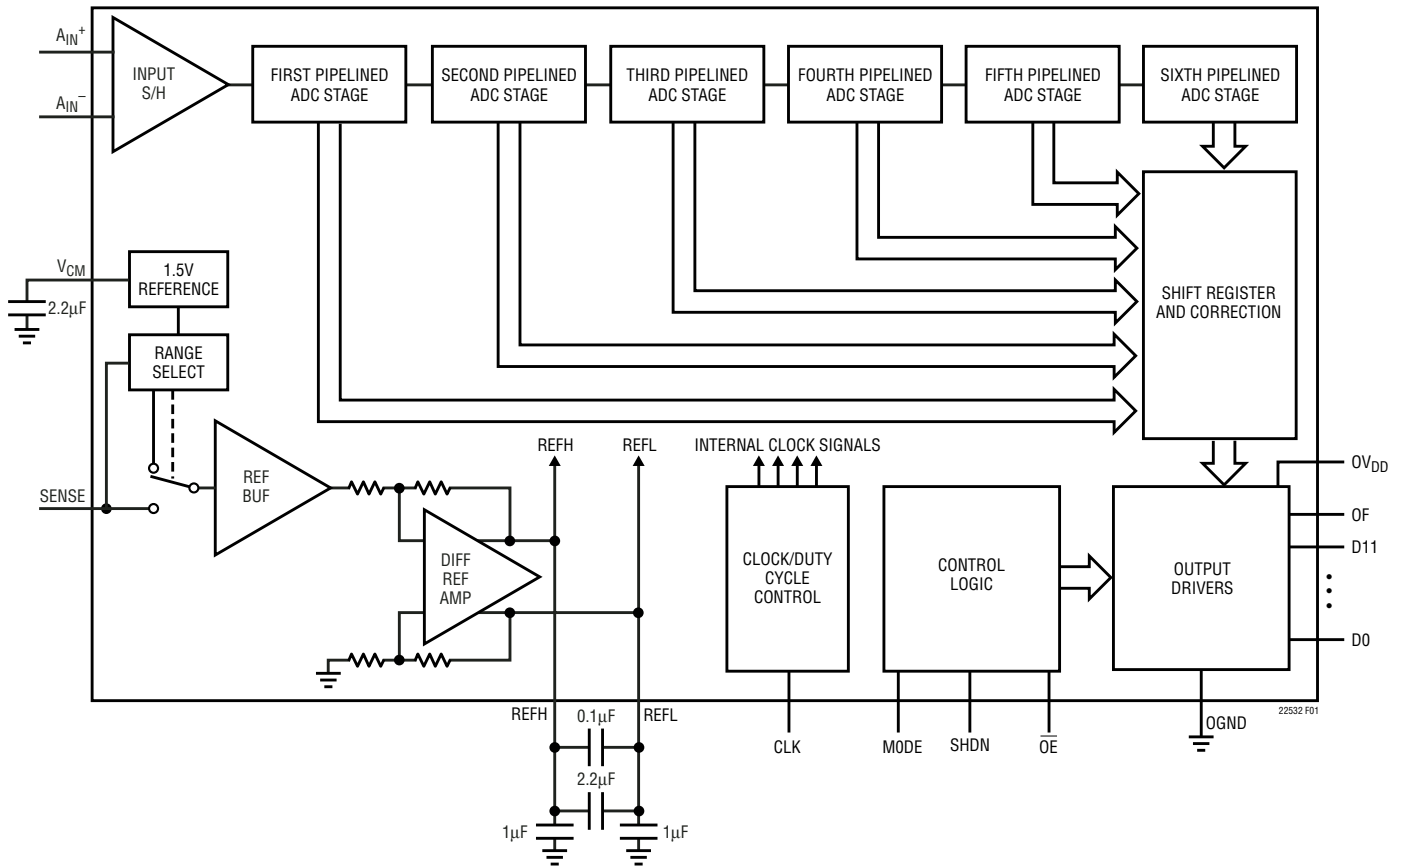 AIN+
AIN–
INPUT
S/H
FIRST PIPELINED
ADC STAGE
SECOND PIPELINED
ADC STAGE
THIRD PIPELINED
ADC STAGE
FOURTH PIPELINED
ADC STAGE
FIFTH PIPELINED
ADC STAGE
SIXTH PIPELINED
ADC STAGE
VCM
2.2µF
1.5V
REFERENCE
RANGE
SELECT
SHIFT REGISTER
AND CORRECTION
SENSE
REF
BUF
REFH
REFL
INTERNAL CLOCK SIGNALS
DIFF
REF
AMP
CLOCK/DUTY
CYCLE
CONTROL
CONTROL
LOGIC
OUTPUT
DRIVERS
OVDD
OF
D11
D0
REFH
0.1µF
REFL
2.2µF
1µF
1µF
CLK
MODE
SHDN
O̅E̅
OGND
22532 F01